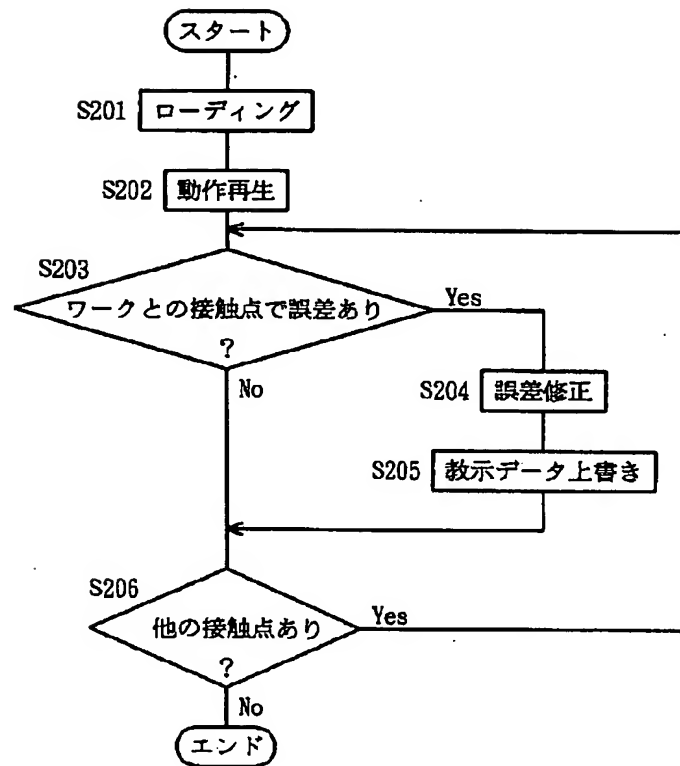 スタート
S201 ローディング
S202 動作再生
S203
ワークとの接触点で誤差あり
?
Yes
No
S204 誤差修正
S205 教示データ上書き
S206
他の接触点あり
?
Yes
No
エンド